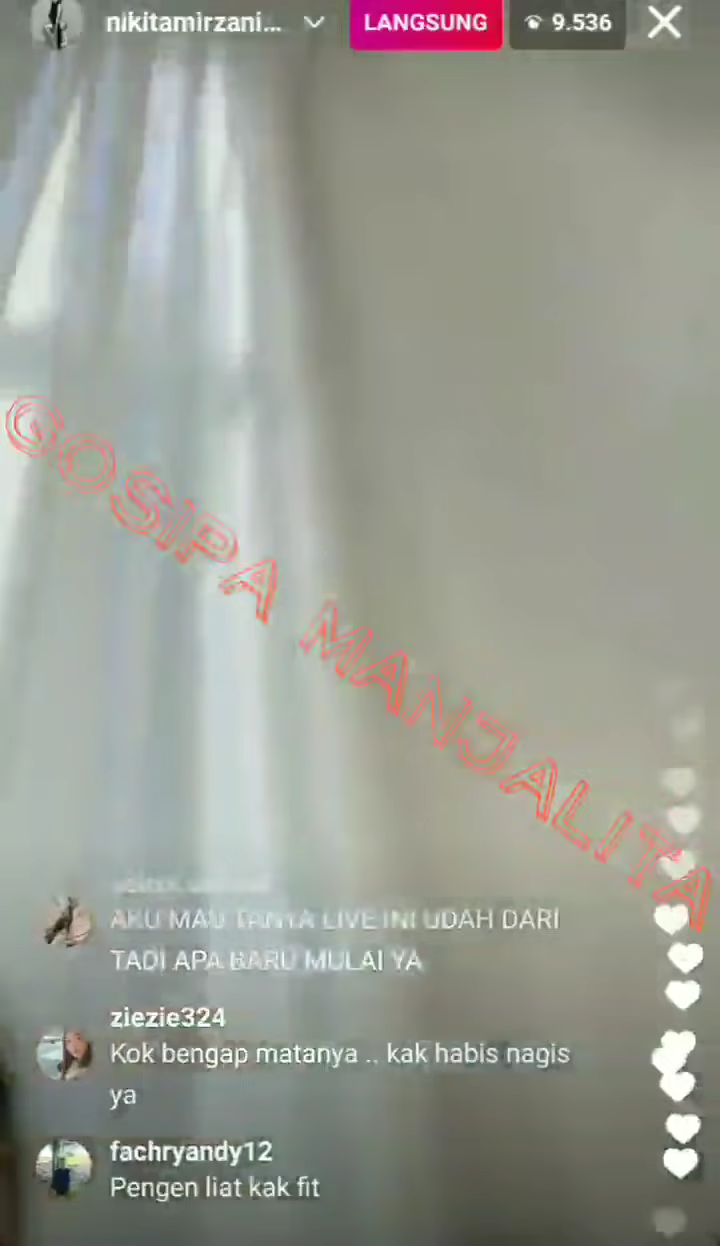 nikitamirzani...
LANGSUNG
9.536
GOSIPA MANJALITA
AKU MAU TANYA LIVE INI UDAH DARI
TADI APA BARU MULAI YA
ziezie324
Kok bengap matanya .. kak habis nagis
ya
fachryandy12
Pengen liat kak fit